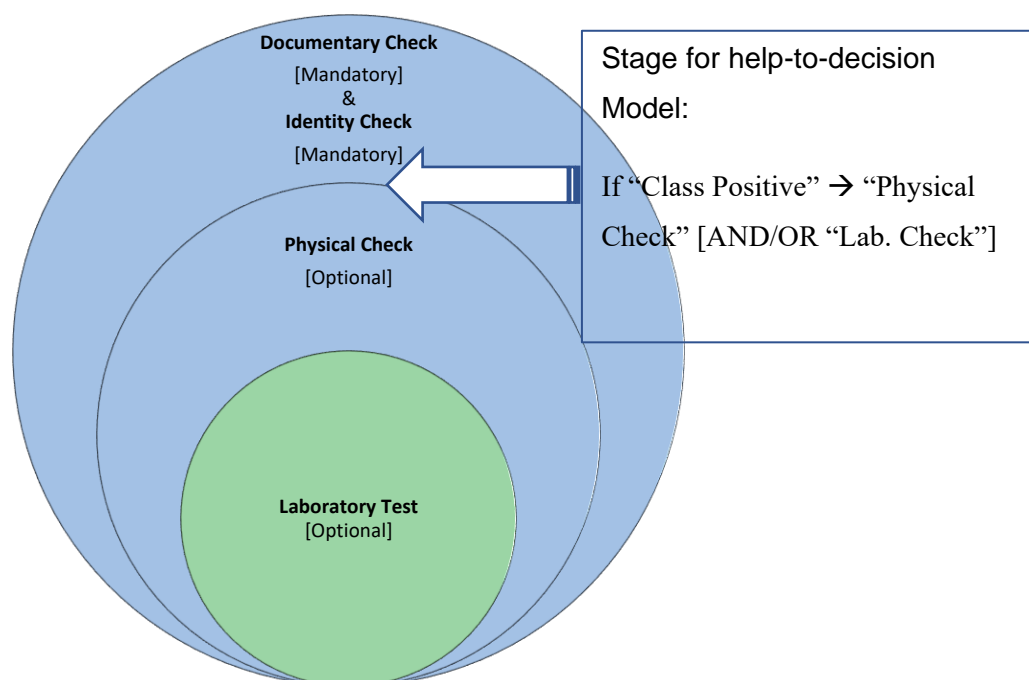 Documentary Check
[Mandatory]
&
Identity Check
[Mandatory]
Physical Check
[Optional]
Laboratory Test
[Optional]
Stage for help-to-decision
Model:
If “Class Positive” → “Physical
Check” [AND/OR “Lab. Check”]